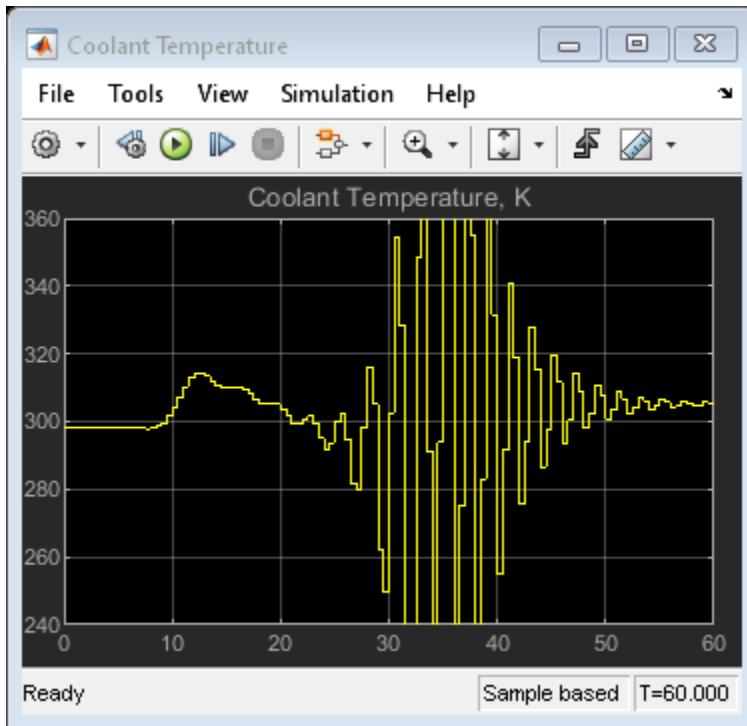 Coolant Temperature
File Tools View Simulation Help
Coolant Temperature, K
360
340
320
300
280
260
240
0 10 20 30 40 50 60
Ready Sample based T=60.000